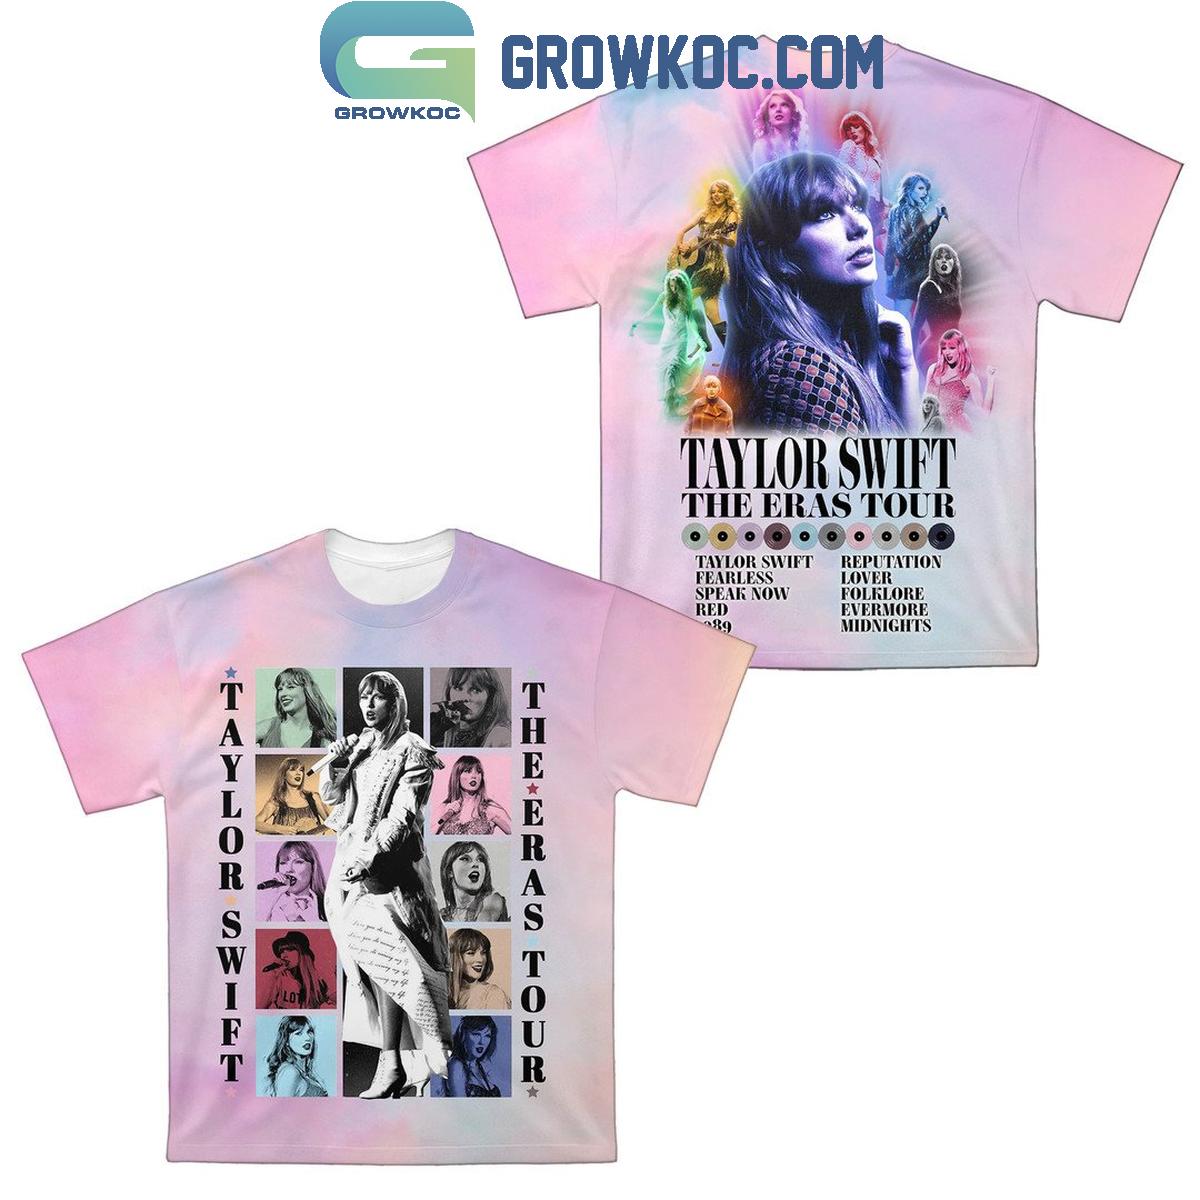 GROWKOC
GROWKOC.COM
TAYLOR SWIFT
THE ERAS TOUR
TAYLOR SWIFT
FEARLESS
SPEAK NOW
RED
REPUTATION
LOVER
FOLKLORE
EVERMORE
MIDNIGHTS
TAYLOR SWIFT
THE ERAS TOUR